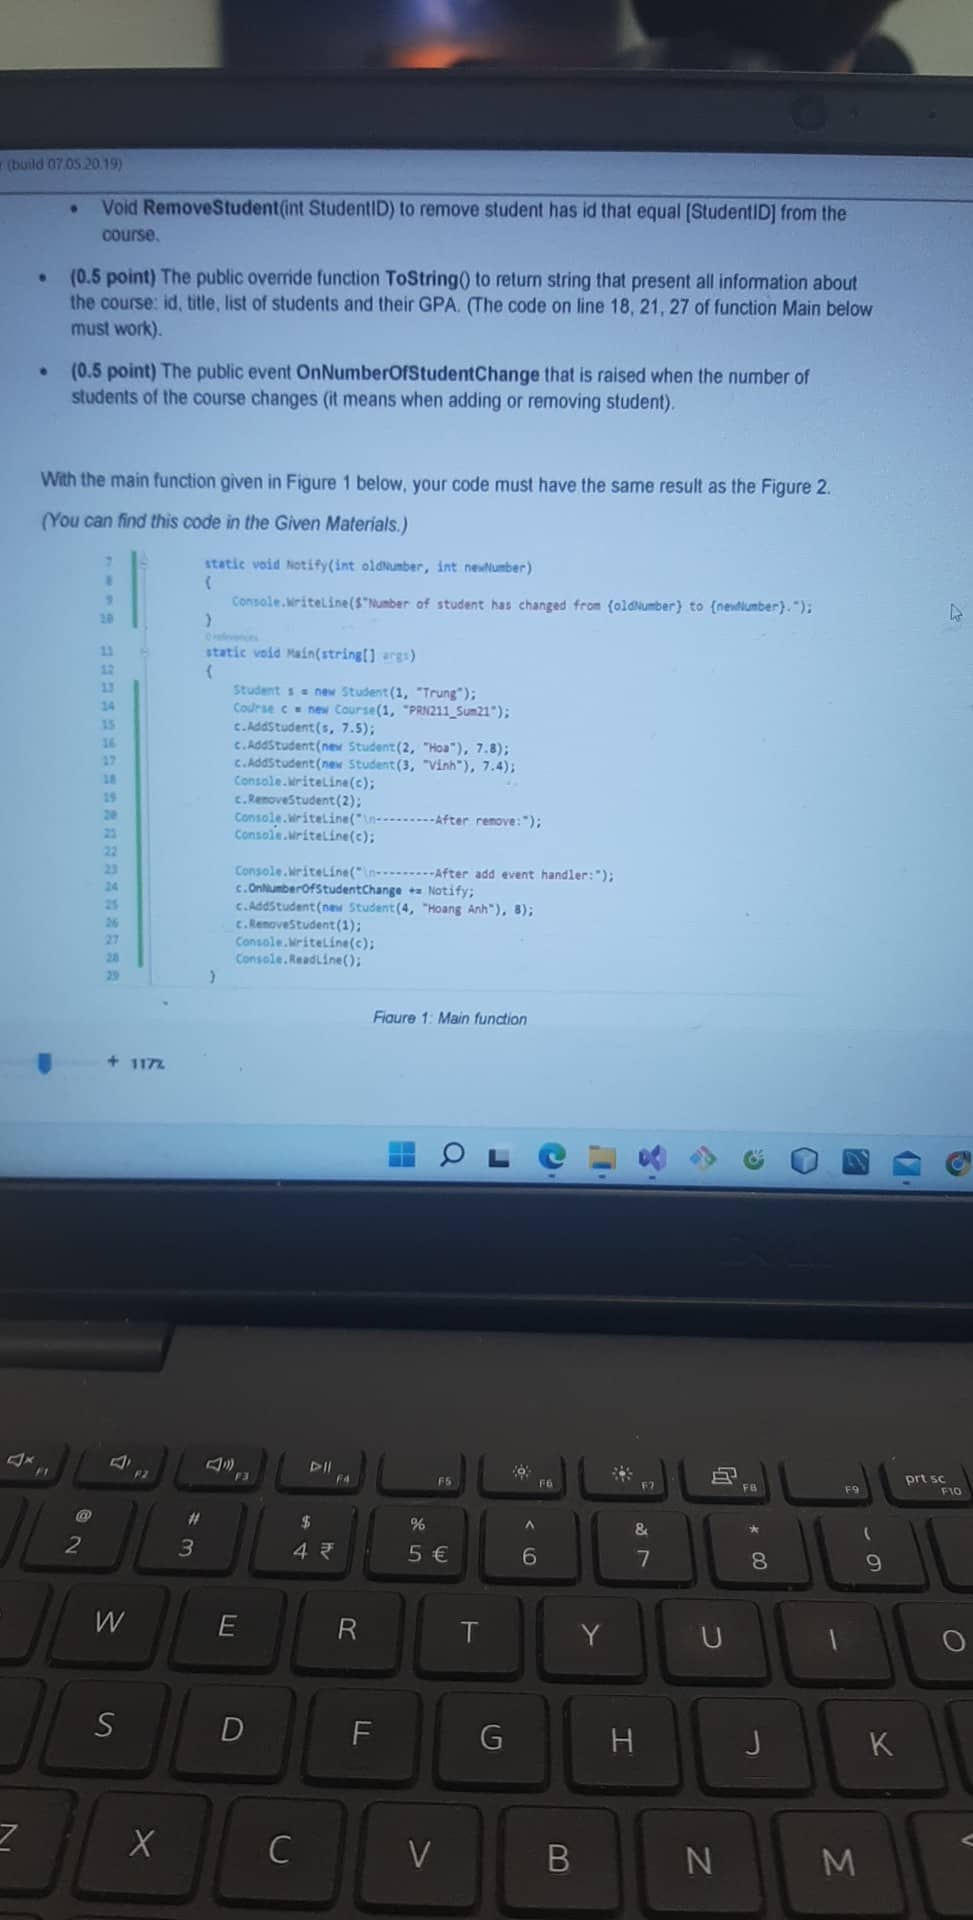 (build 07.05.20.19)
• Void RemoveStudent(int StudentID) to remove student has id that equal [StudentID] from the
course.
• (0.5 point) The public override function ToString() to return string that present all information about
the course: id, title, list of students and their GPA. (The code on line 18, 21, 27 of function Main below
must work).
• (0.5 point) The public event OnNumberOfStudentChange that is raised when the number of
students of the course changes (it means when adding or removing student).
With the main function given in Figure 1 below, your code must have the same result as the Figure 2.
(You can find this code in the Given Materials.)
7 static void Notify(int oldNumber, int newNumber)
8 {
9 Console.WriteLine($"Number of student has changed from {oldNumber} to {newNumber}.");
10 }
0 references
11 static void Main(string[] args)
12 {
13 Student s = new Student(1, "Trung");
14 Course c = new Course(1, "PRN211_Sum21");
15 c.AddStudent(s, 7.5);
16 c.AddStudent(new Student(2, "Hoa"), 7.8);
17 c.AddStudent(new Student(3, "Vinh"), 7.4);
18 Console.WriteLine(c);
19 c.RemoveStudent(2);
20 Console.WriteLine("\n---------After remove:");
21 Console.WriteLine(c);
22
23 Console.WriteLine("\n---------After add event handler:");
24 c.OnNumberOfStudentChange += Notify;
25 c.AddStudent(new Student(4, "Hoang Anh"), 8);
26 c.RemoveStudent(1);
27 Console.WriteLine(c);
28 Console.ReadLine();
29 }
Figure 1: Main function
+ 117%
F1 F2 F3 F4 F5 F6 F7 F8 F9 prt sc F10
@ # $ % ^ & * (
2 3 4 ₹ 5 € 6 7 8 9
W E R T Y U I O
S D F G H J K
Z X C V B N M <